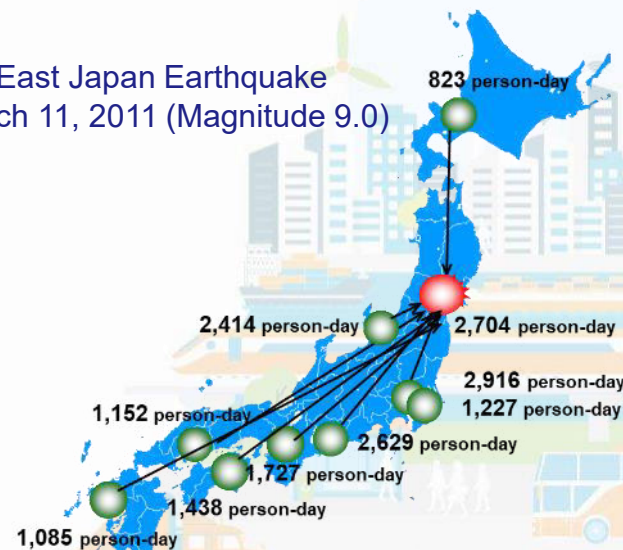 East Japan Earthquake
ch 11, 2011 (Magnitude 9.0)
823 person-day
2,414 person-day
2,704 person-day
2,916 person-day
1,227 person-day
1,152 person-day
2,629 person-day
1,727 person-day
1,438 person-day
1,085 person-day